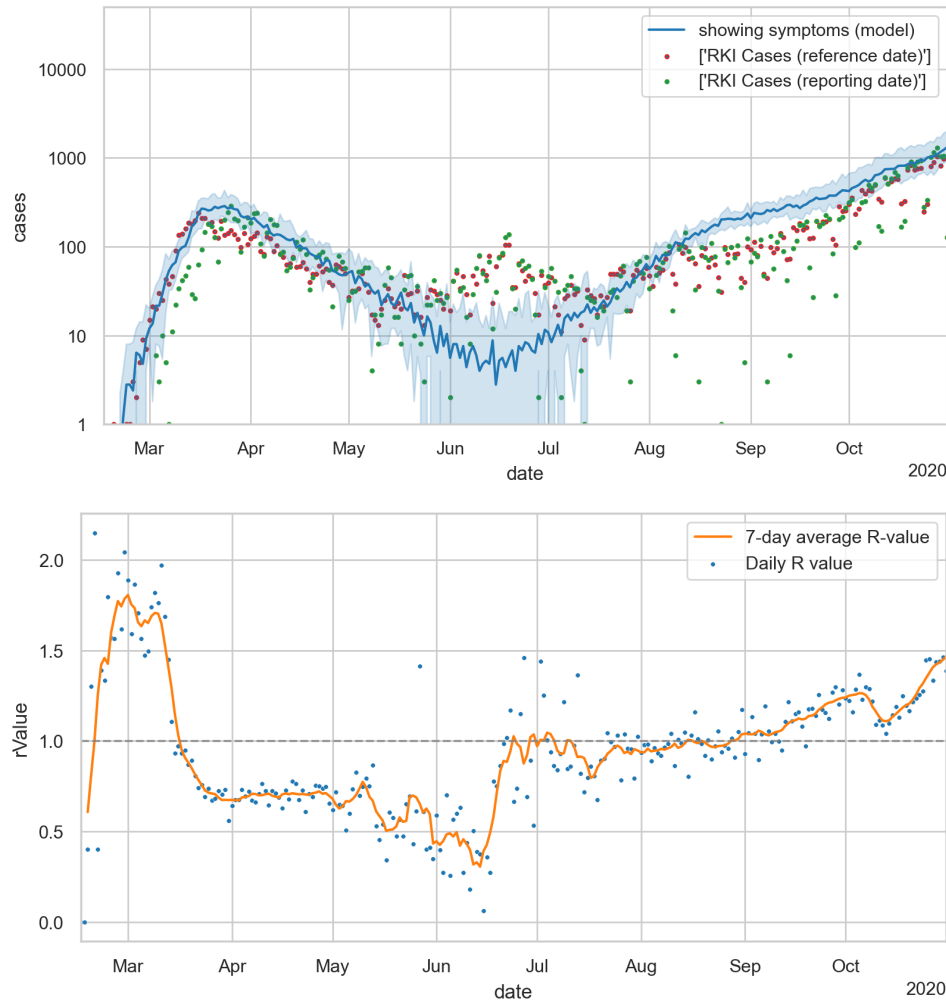 showing symptoms (model)
['RKI Cases (reference date)']
['RKI Cases (reporting date)']
10000
1000
100
10
1
cases
Mar Apr May Jun Jul Aug Sep Oct
date
2020
7-day average R-value
Daily R value
2.0
1.5
1.0
0.5
0.0
rValue
Mar Apr May Jun Jul Aug Sep Oct
date
2020